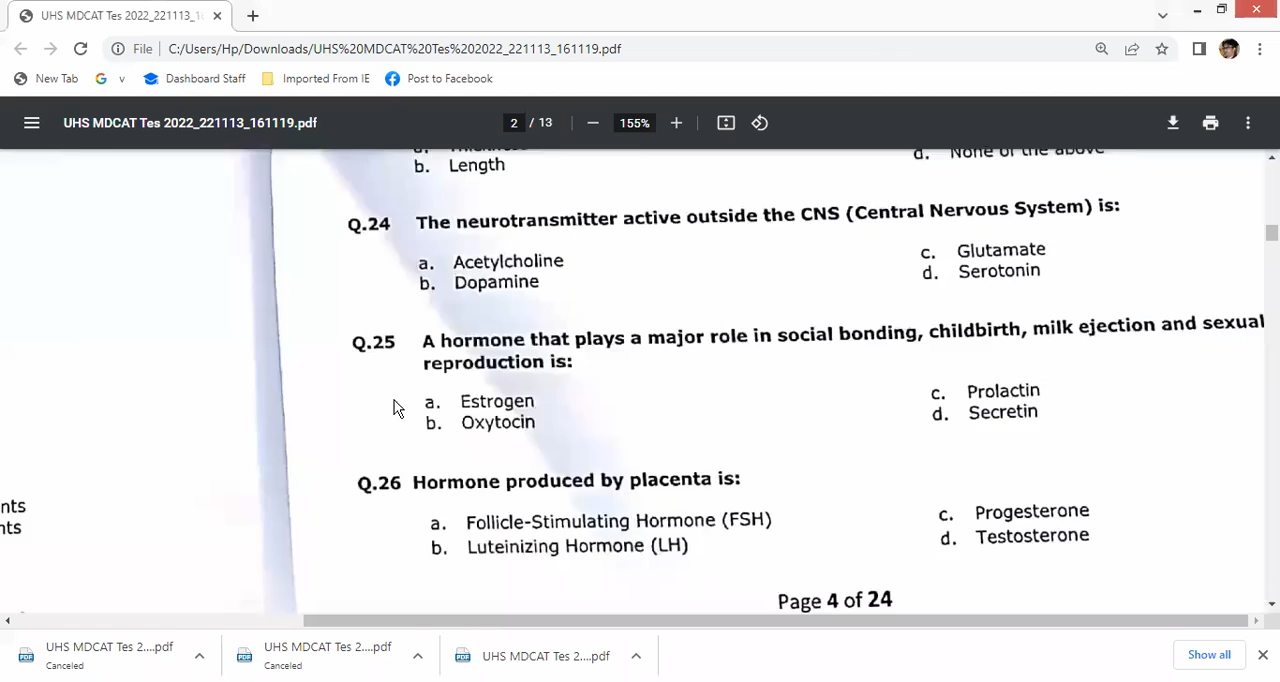 UHS MDCAT Tes 2022_221113_1
File C:/Users/Hp/Downloads/UHS%20MDCAT%20Tes%202022_221113_161119.pdf
New Tab G v Dashboard Staff Imported From IE Post to Facebook
UHS MDCAT Tes 2022_221113_161119.pdf 2 / 13 155%
d. None of the above
b. Length
Q.24 The neurotransmitter active outside the CNS (Central Nervous System) is:
a. Acetylcholine c. Glutamate
b. Dopamine d. Serotonin
Q.25 A hormone that plays a major role in social bonding, childbirth, milk ejection and sexual
reproduction is:
a. Estrogen c. Prolactin
b. Oxytocin d. Secretin
Q.26 Hormone produced by placenta is:
nts
nts
a. Follicle-Stimulating Hormone (FSH) c. Progesterone
b. Luteinizing Hormone (LH) d. Testosterone
Page 4 of 24
UHS MDCAT Tes 2....pdf
Canceled
UHS MDCAT Tes 2....pdf
Canceled
UHS MDCAT Tes 2....pdf
Show all